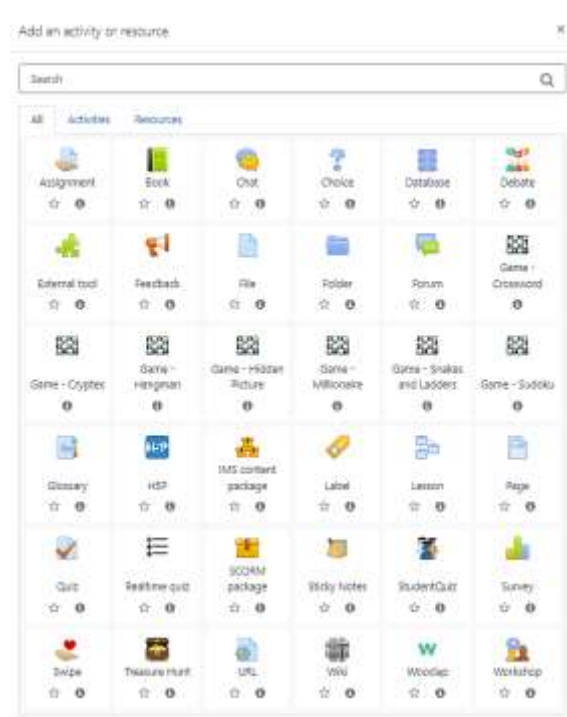 Add an activity or resource
×
Search
All Activities Resources
Assignment Book Chat Choice Database Debate
External tool Feedback File Folder Forum Game - Crossword
Game - Cryptex Game - Hangman Game - Hidden Picture Game - Millionaire Game - Snakes and Ladders Game - Sudoku
Glossary H5P IMS content package Label Lesson Page
Quiz Realtime quiz SCORM package Sticky Notes StudentQuiz Survey
Swipe Treasure Hunt URL Wiki Wooclap Workshop